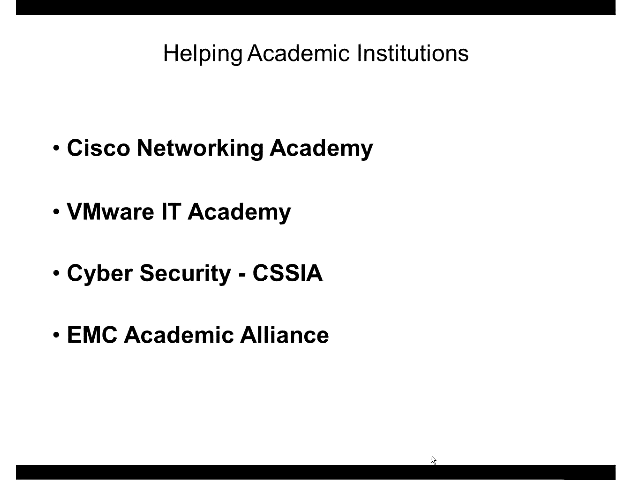 Helping Academic Institutions
• Cisco Networking Academy
• VMware IT Academy
• Cyber Security - CSSIA
• EMC Academic Alliance